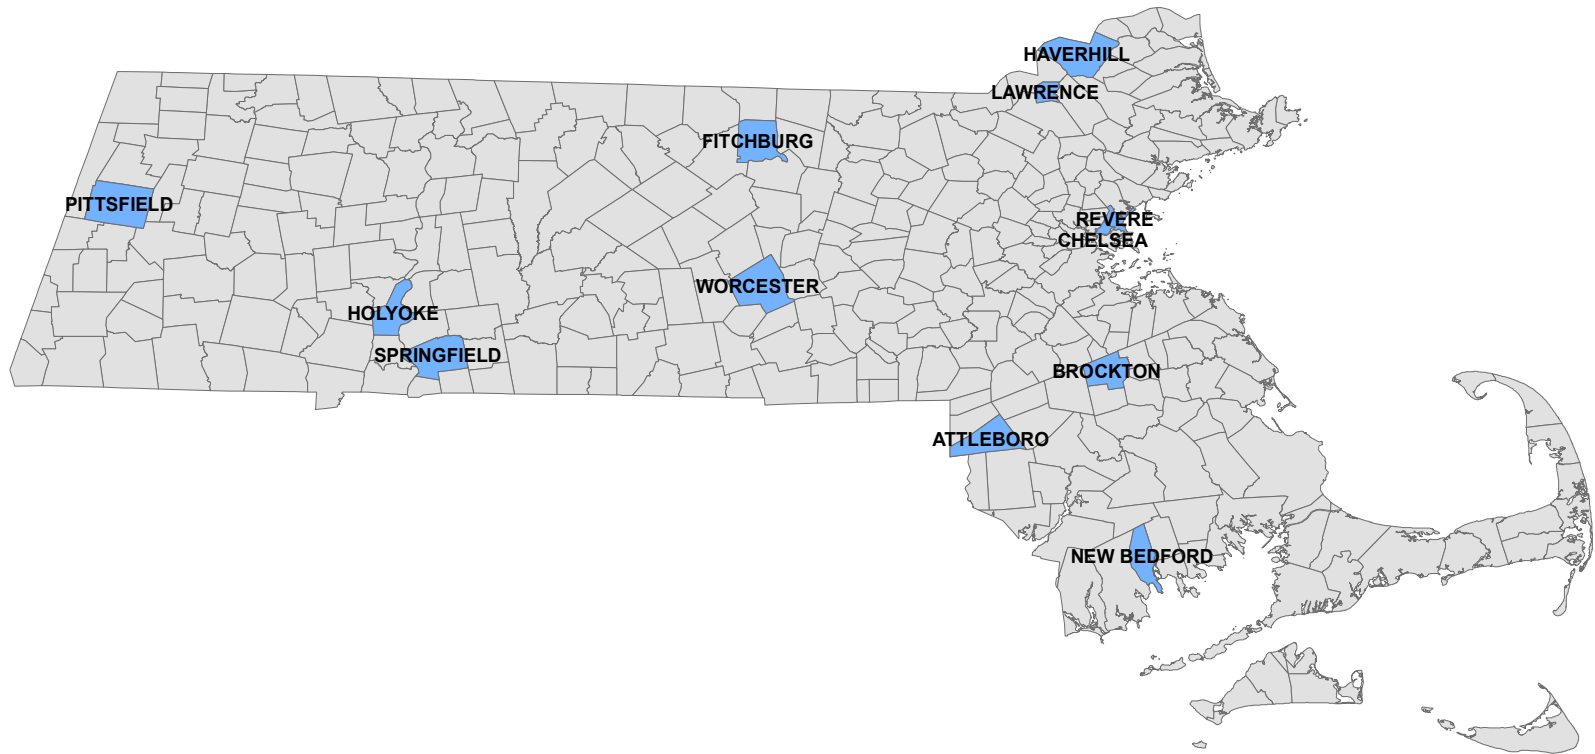 HAVERHILL
LAWRENCE
FITCHBURG
PITTSFIELD
REVERE
CHELSEA
WORCESTER
HOLYOKE
SPRINGFIELD
BROCKTON
ATTLEBORO
NEW BEDFORD